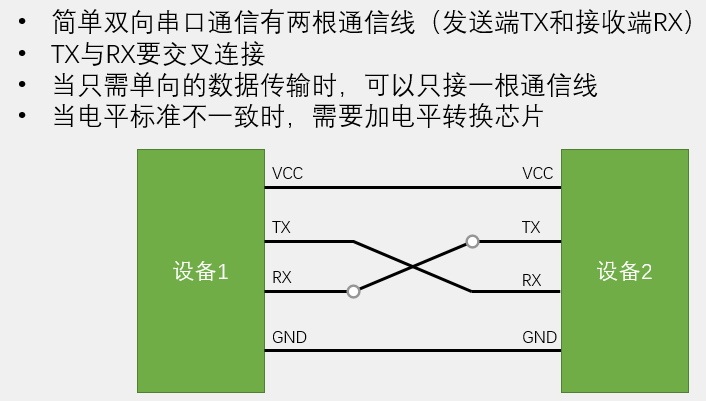 • 简单双向串口通信有两根通信线（发送端TX和接收端RX）
• TX与RX要交叉连接
• 当只需单向的数据传输时，可以只接一根通信线
• 当电平标准不一致时，需要加电平转换芯片
VCC VCC
TX TX
设备1 设备2
RX RX
GND GND